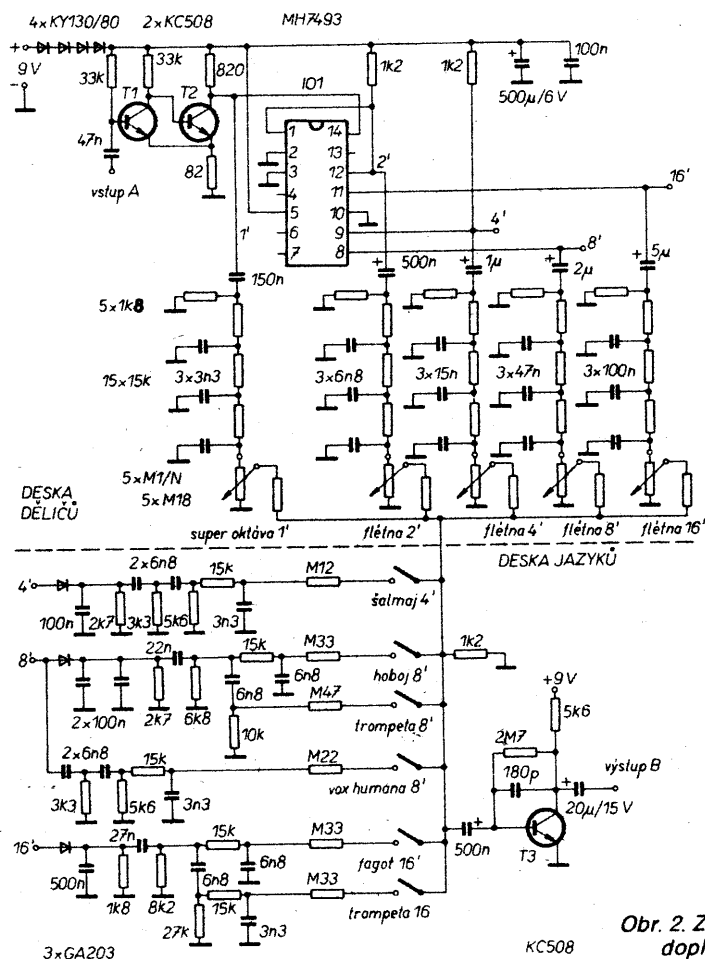 4×KY130/80 2×KC508 MH7493
+
9V
-
33k
33k
820
1k2
1k2
+
500µ/6V
100n
T1
T2
IO1
47n
vstup A
82
1 14
2 13
3 12
4 11
5 10
6 9
7 8
1'
2'
16'
4'
8'
150n
+
500n
+
1µ
+
2µ
+
5µ
5×1k8
15×15k
3×3n3
3×6n8
3×15n
3×47n
3×100n
5×M1/N
5×M18
DESKA
DĚLIČŮ
super oktáva 1' flétna 2' flétna 4' flétna 8' flétna 16'
DESKA JAZYKŮ
4'
2×6n8
15k
M12
šalmaj 4'
100n
2k7
3k3
5k6
3n3
8'
22n
15k
M33
hoboj 8'
1k2
2×100n
2k7
6k8
6n8
6n8
M47
trompeta 8'
10k
+9V
5k6
2×6n8
15k
M22
vox humana 8'
3k3
5k6
3n3
2M7
180p
výstup B
+
20µ/15V
+
500n
T3
16'
27n
15k
M33
fagot 16'
500n
1k8
8k2
6n8
6n8
15k
M33
trompeta 16
27k
3n3
3×GA203
KC508
Obr. 2. Z
dopl